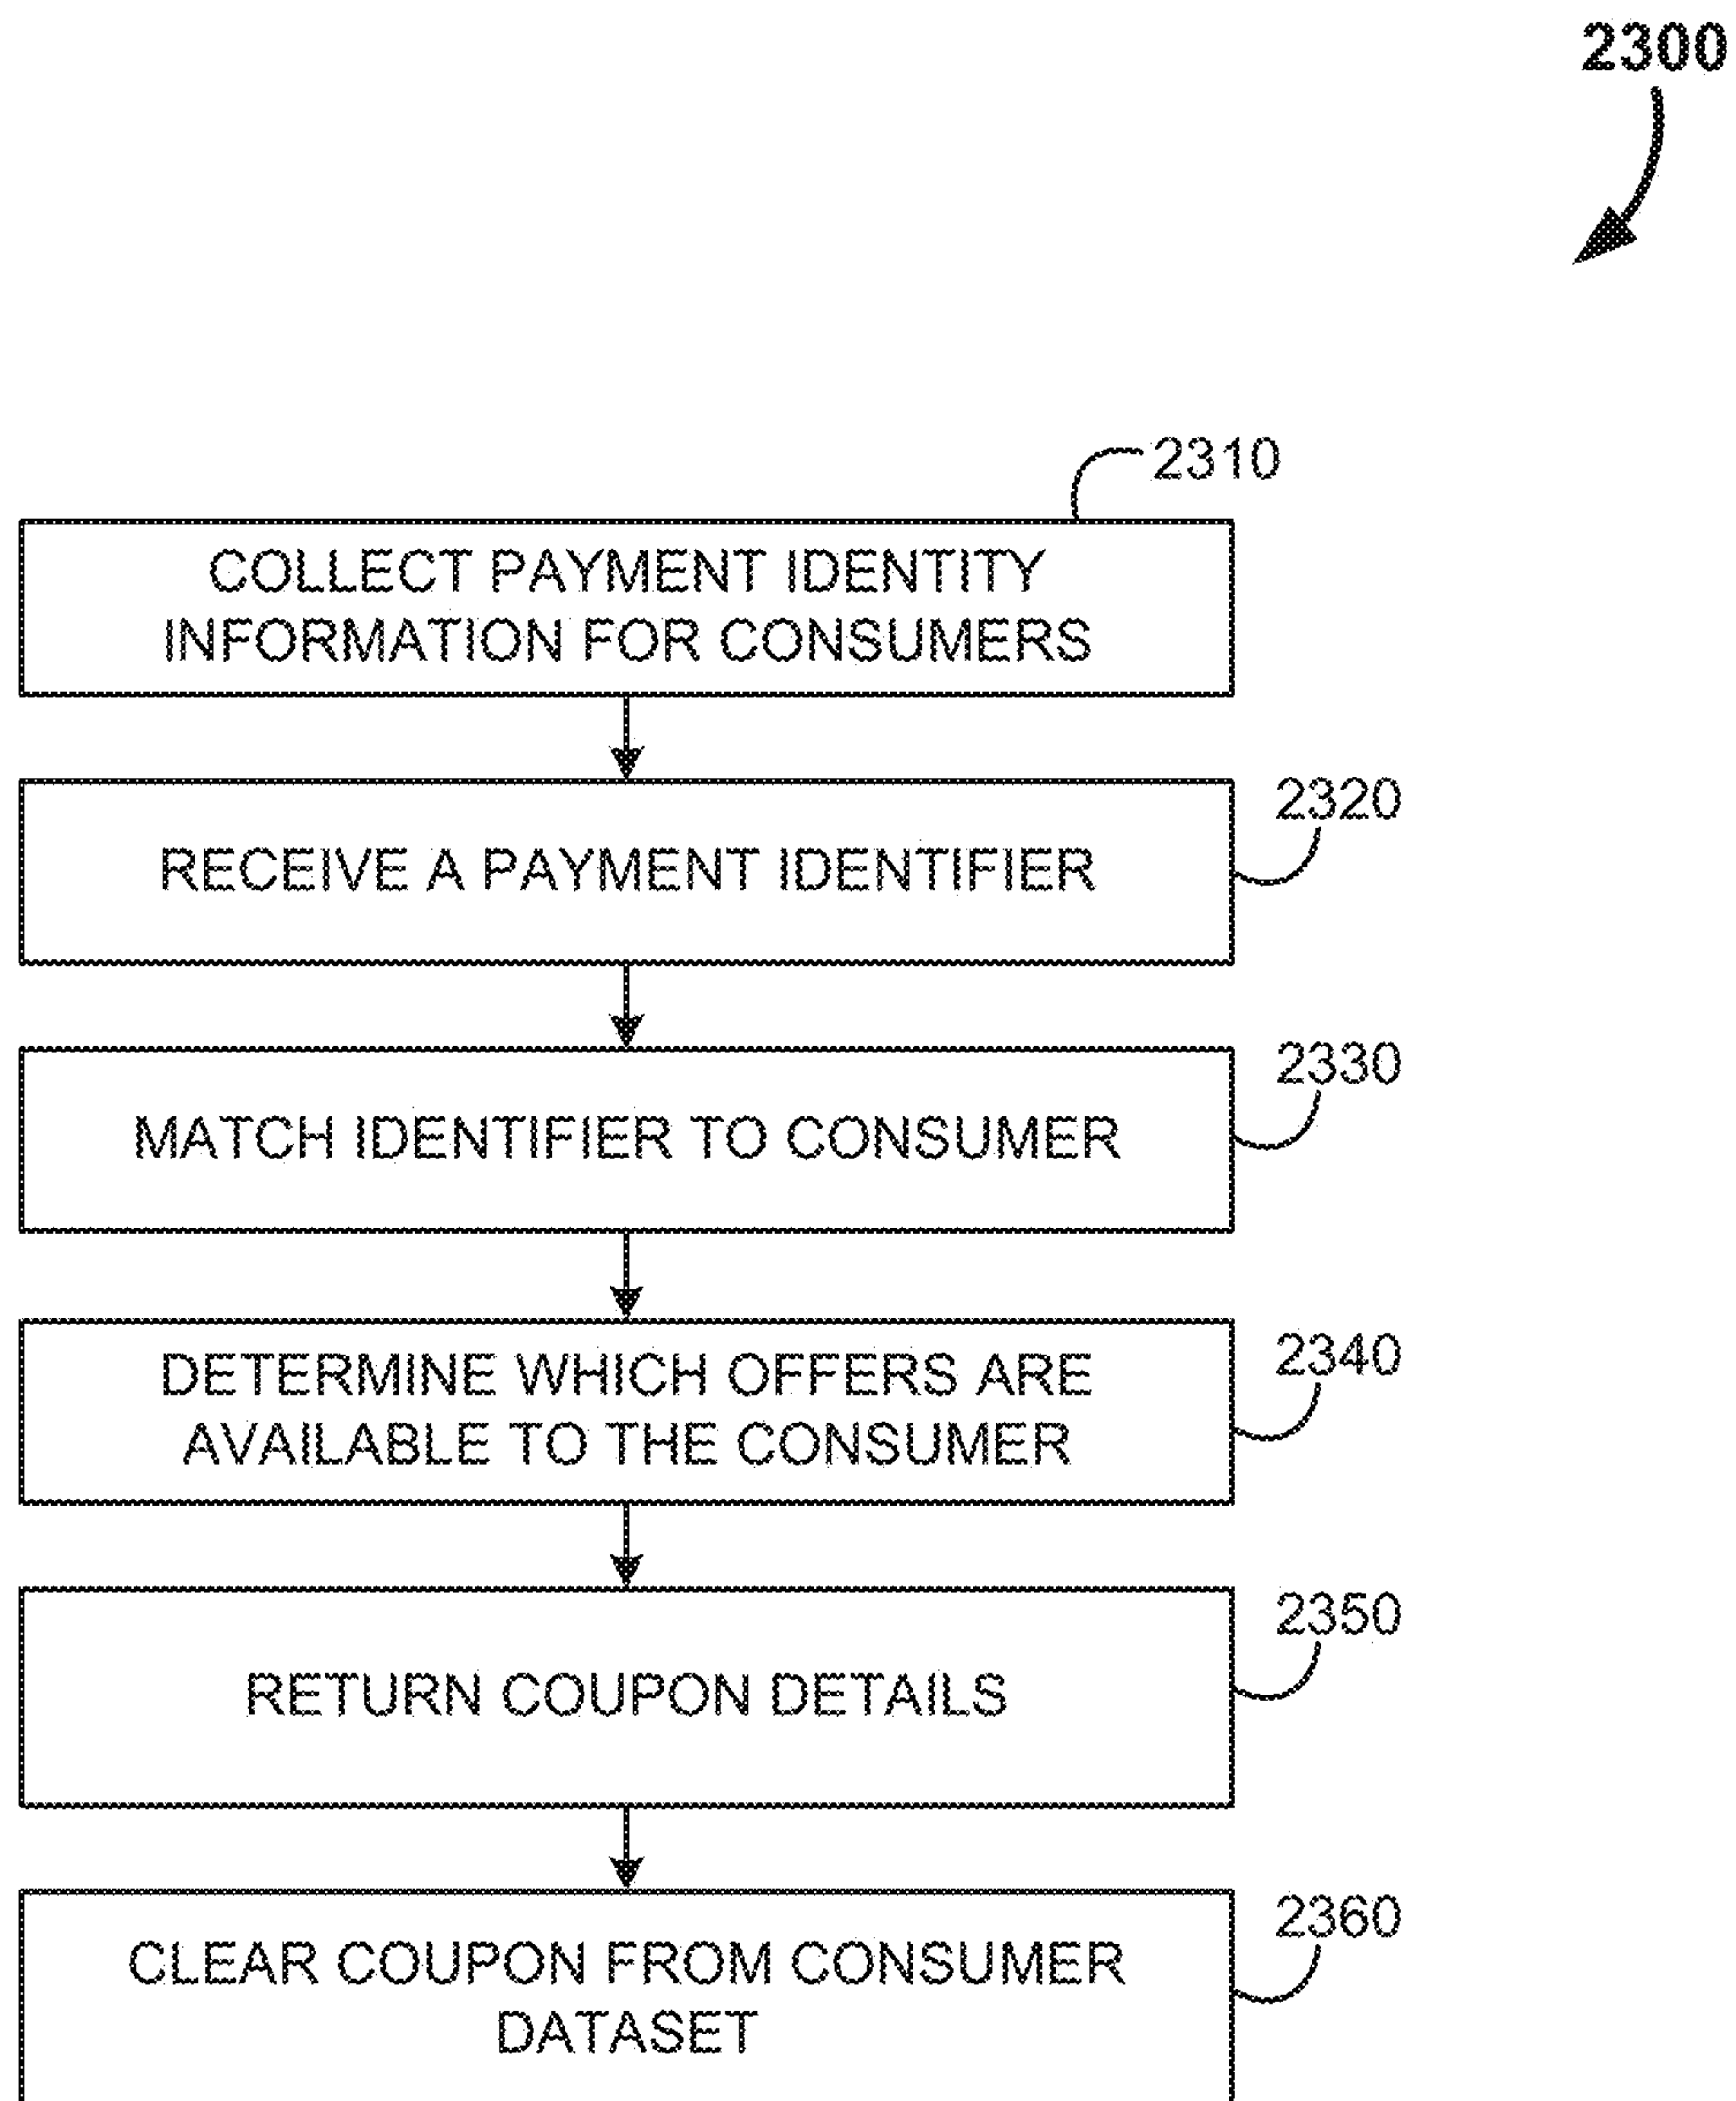 2300
2310
COLLECT PAYMENT IDENTITY
INFORMATION FOR CONSUMERS
2320
RECEIVE A PAYMENT IDENTIFIER
2330
MATCH IDENTIFIER TO CONSUMER
2340
DETERMINE WHICH OFFERS ARE
AVAILABLE TO THE CONSUMER
2350
RETURN COUPON DETAILS
2360
CLEAR COUPON FROM CONSUMER
DATASET